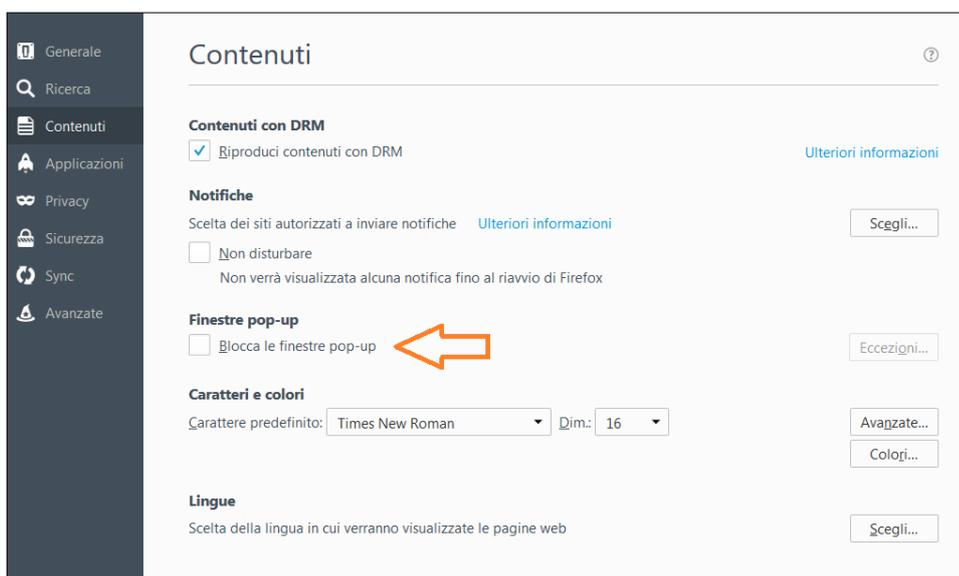 Generale
Ricerca
Contenuti
Applicazioni
Privacy
Sicurezza
Sync
Avanzate
Contenuti
?
Contenuti con DRM
Riproduci contenuti con DRM
Ulteriori informazioni
Notifiche
Scelta dei siti autorizzati a inviare notifiche Ulteriori informazioni
Scegli...
Non disturbare
Non verrà visualizzata alcuna notifica fino al riavvio di Firefox
Finestre pop-up
Blocca le finestre pop-up
Eccezioni...
Caratteri e colori
Carattere predefinito: Times New Roman Dim.: 16
Avanzate...
Colori...
Lingue
Scelta della lingua in cui verranno visualizzate le pagine web
Scegli...